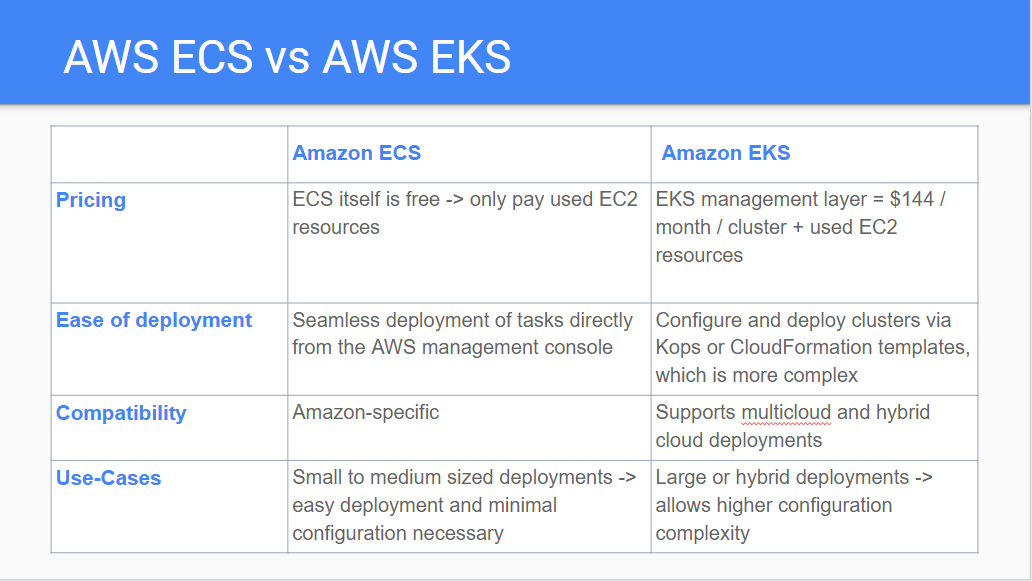 AWS ECS vs AWS EKS
Amazon ECS
Amazon EKS
Pricing
ECS itself is free -> only pay used EC2
resources
EKS management layer = $144 /
month / cluster + used EC2
resources
Ease of deployment
Seamless deployment of tasks directly
from the AWS management console
Configure and deploy clusters via
Kops or CloudFormation templates,
which is more complex
Compatibility
Amazon-specific
Supports multicloud and hybrid
cloud deployments
Use-Cases
Small to medium sized deployments ->
easy deployment and minimal
configuration necessary
Large or hybrid deployments ->
allows higher configuration
complexity